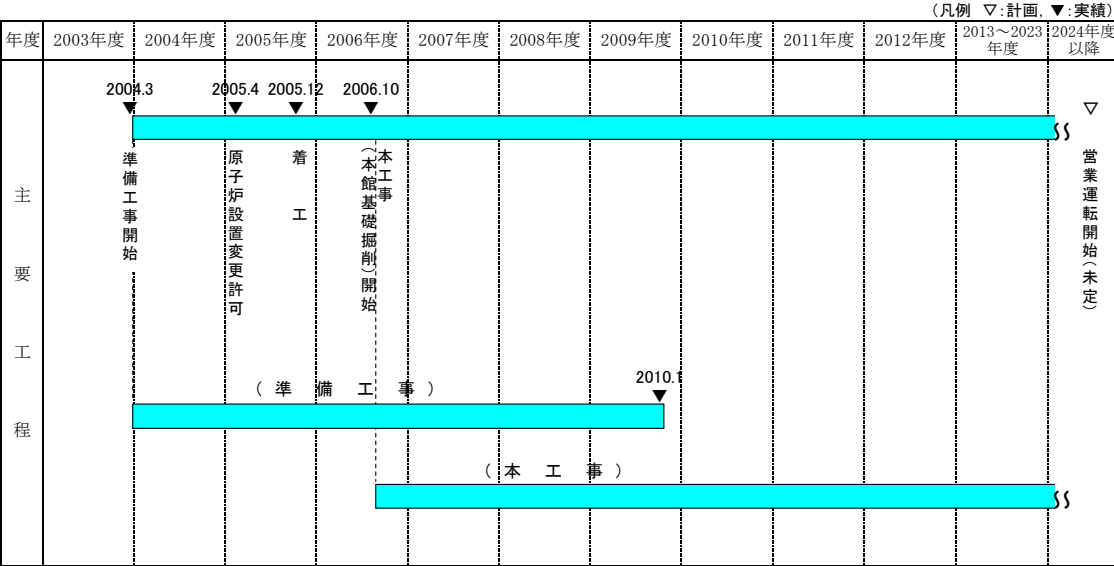 (凡例 ▽:計画, ▼:実績)
年度 2003年度 2004年度 2005年度 2006年度 2007年度 2008年度 2009年度 2010年度 2011年度 2012年度 2013～2023年度 2024年度以降
主要工程
2004.3 2005.4 2005.12 2006.10
▼ ▼ ▼ ▼ ▽
準備工事開始
原子炉設置変更許可
着工
本工事
(本館基礎掘削)開始
営業運転開始(未定)
(準備工事)
2010.1
▼
(本工事)